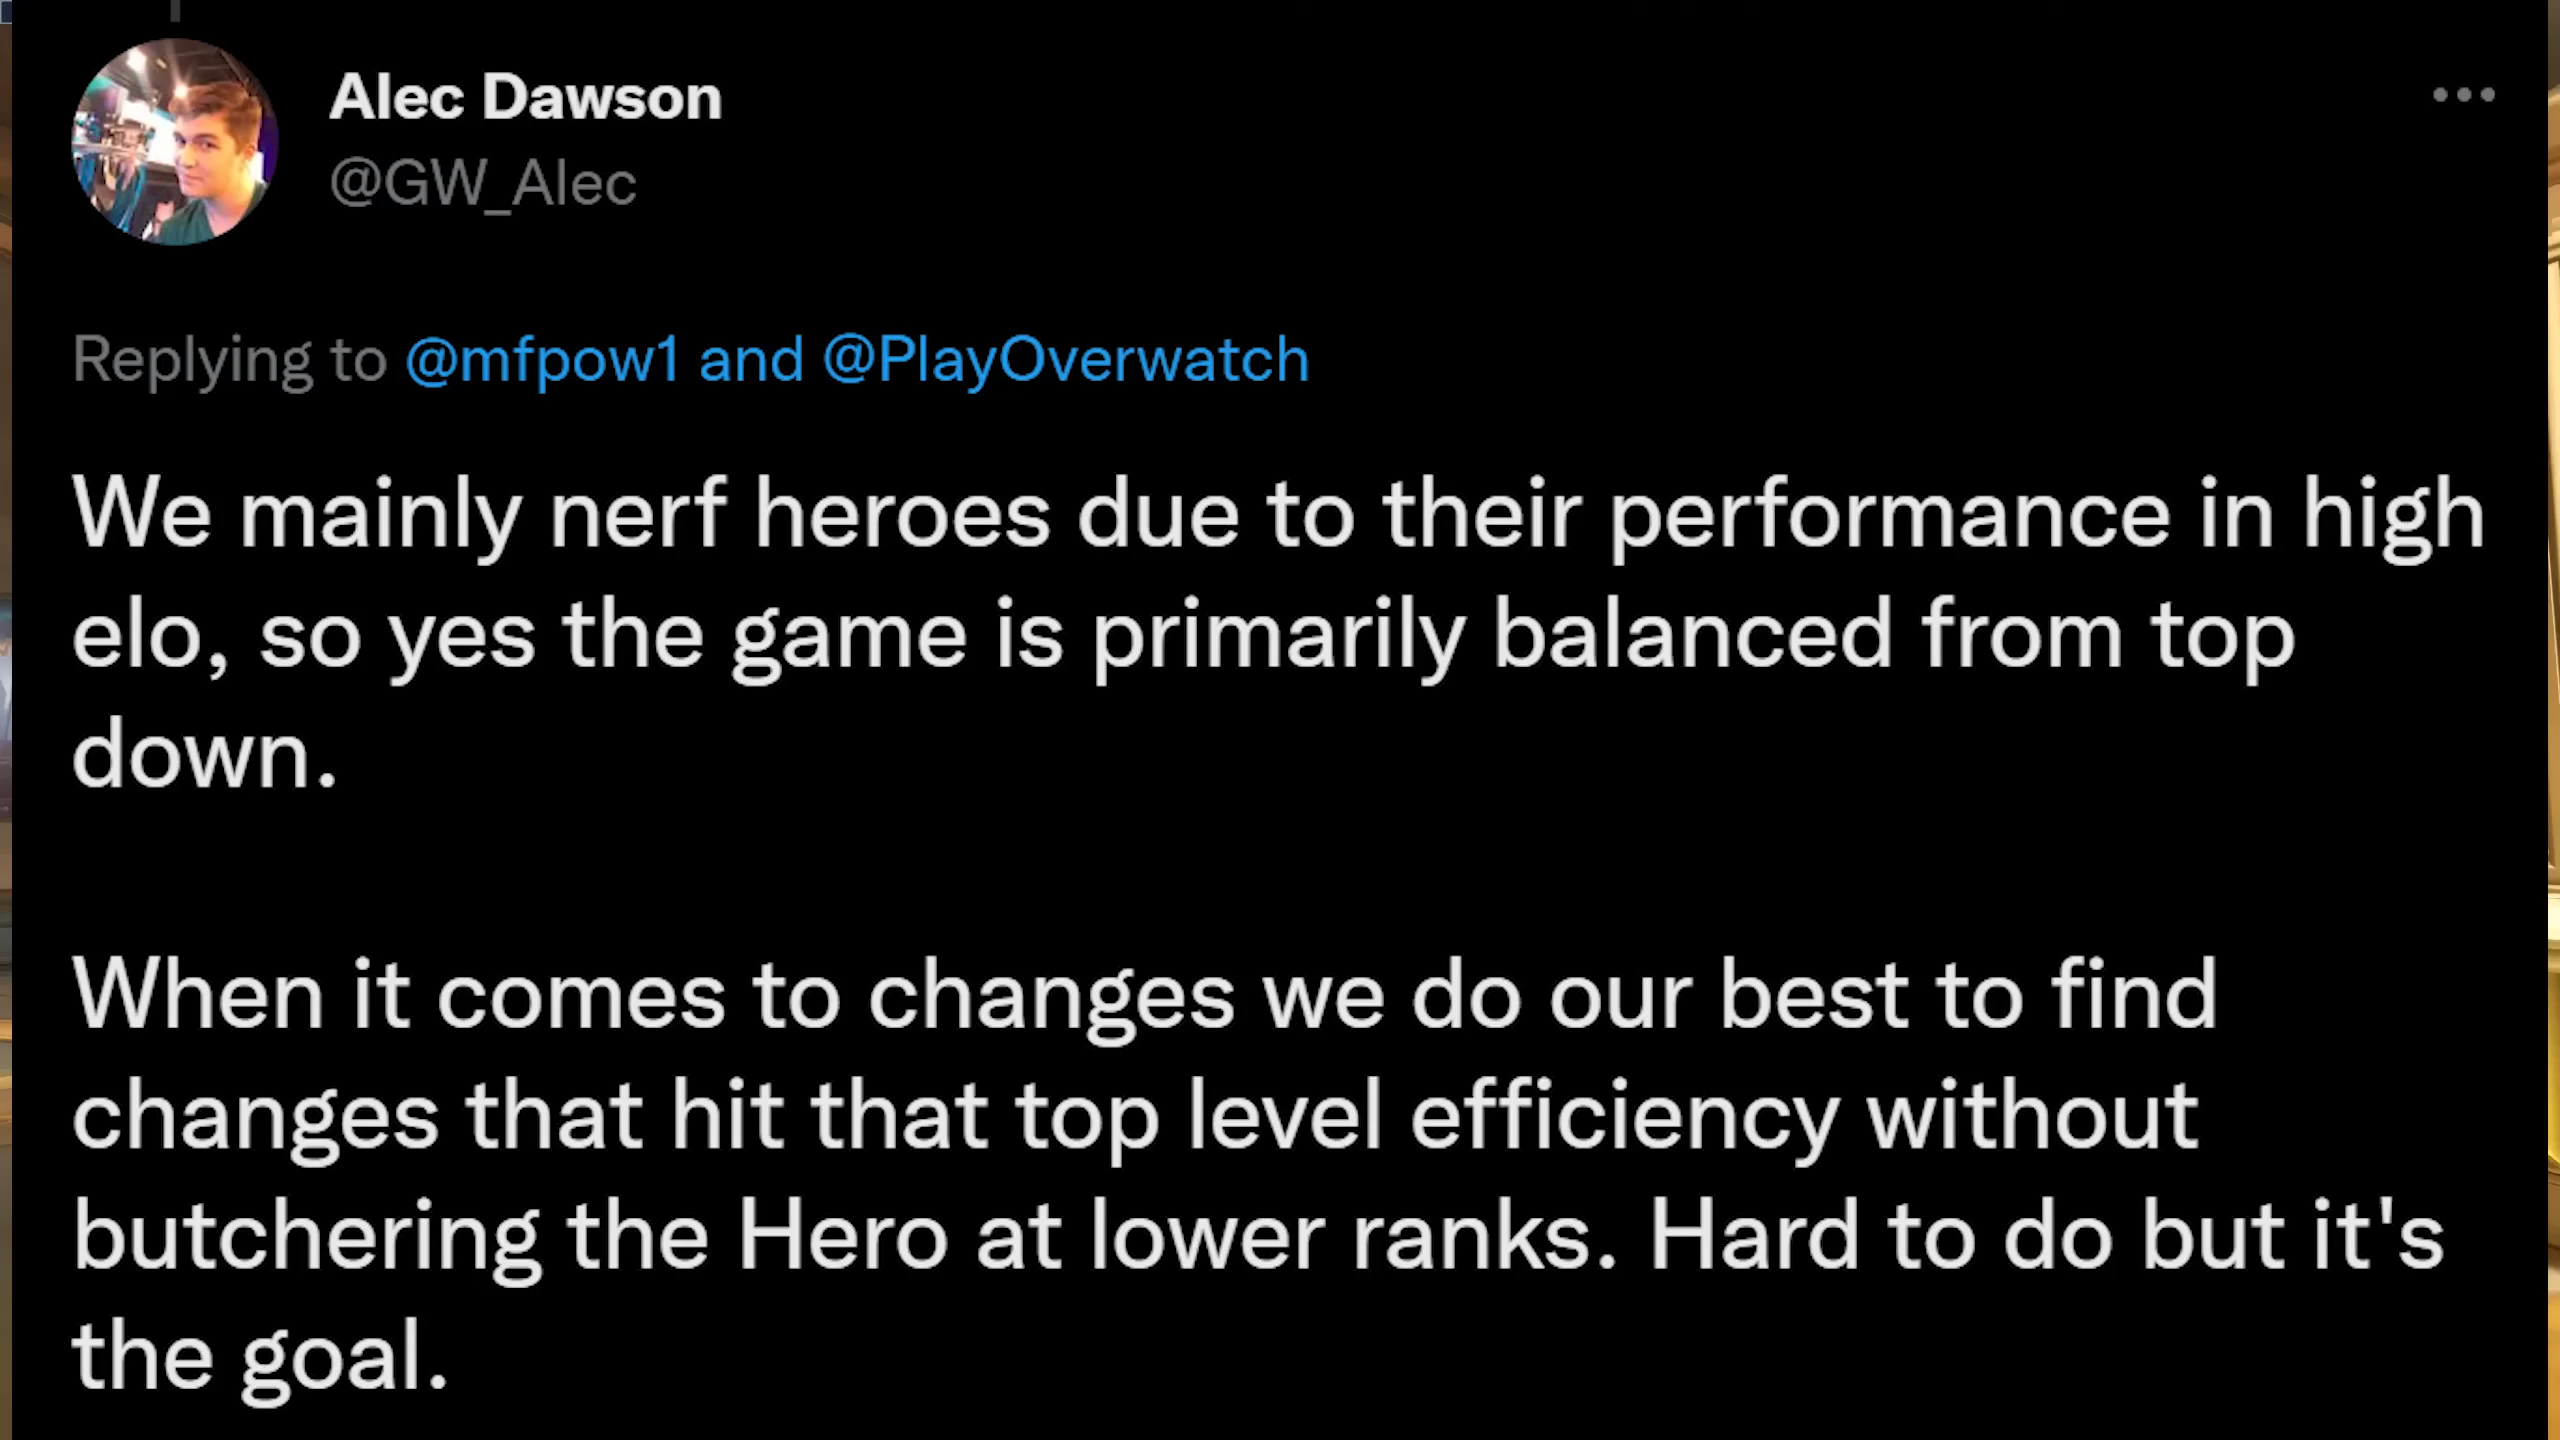 Alec Dawson
@GW_Alec
Replying to @mfpow1 and @PlayOverwatch
We mainly nerf heroes due to their performance in high
elo, so yes the game is primarily balanced from top
down.
When it comes to changes we do our best to find
changes that hit that top level efficiency without
butchering the Hero at lower ranks. Hard to do but it's
the goal.